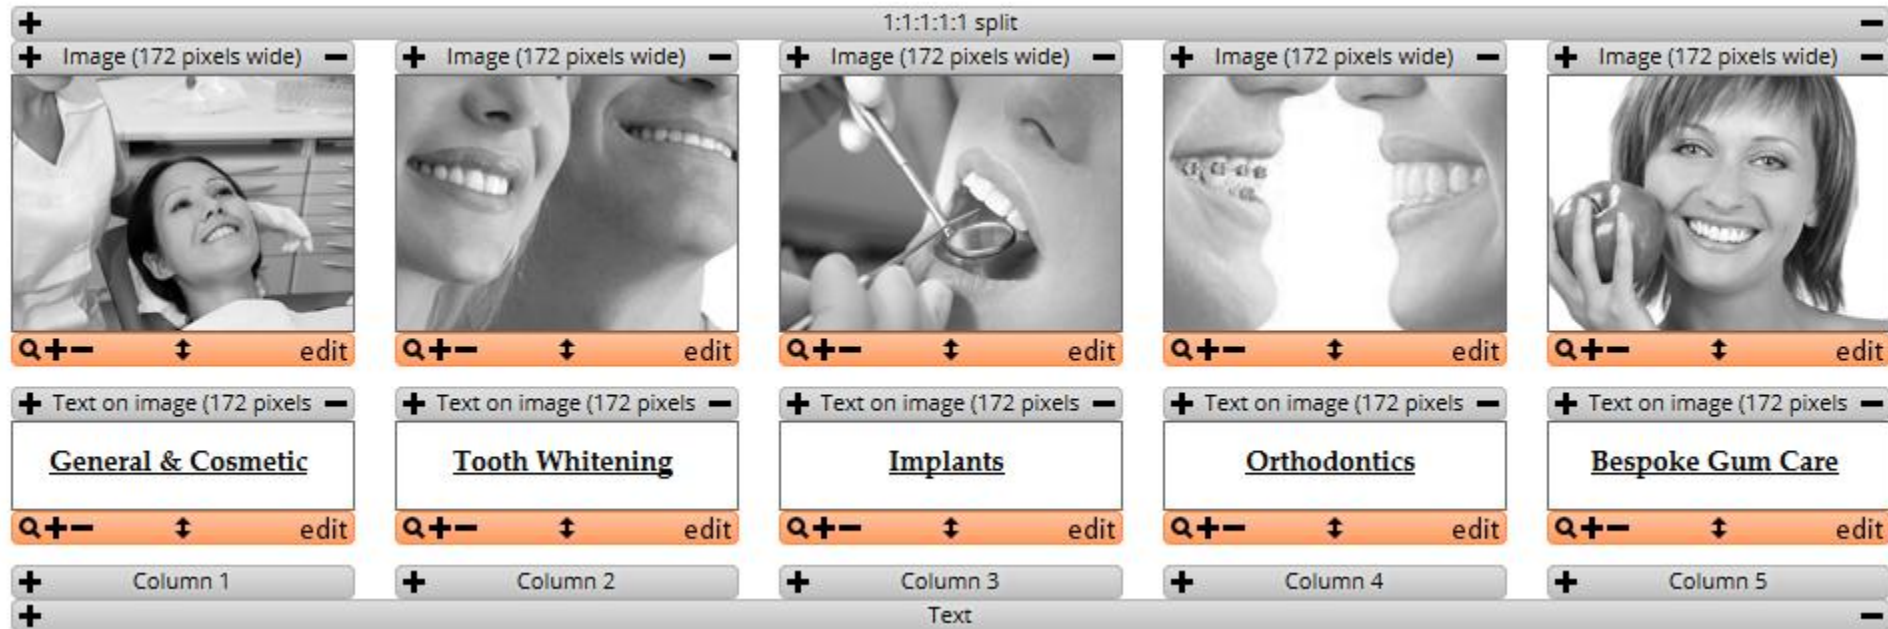 1:1:1:1:1 split
Image (172 pixels wide) Image (172 pixels wide) Image (172 pixels wide) Image (172 pixels wide) Image (172 pixels wide)
edit edit edit edit edit
Text on image (172 pixels Text on image (172 pixels Text on image (172 pixels Text on image (172 pixels Text on image (172 pixels
General & Cosmetic Tooth Whitening Implants Orthodontics Bespoke Gum Care
edit edit edit edit edit
Column 1 Column 2 Column 3 Column 4 Column 5
Text